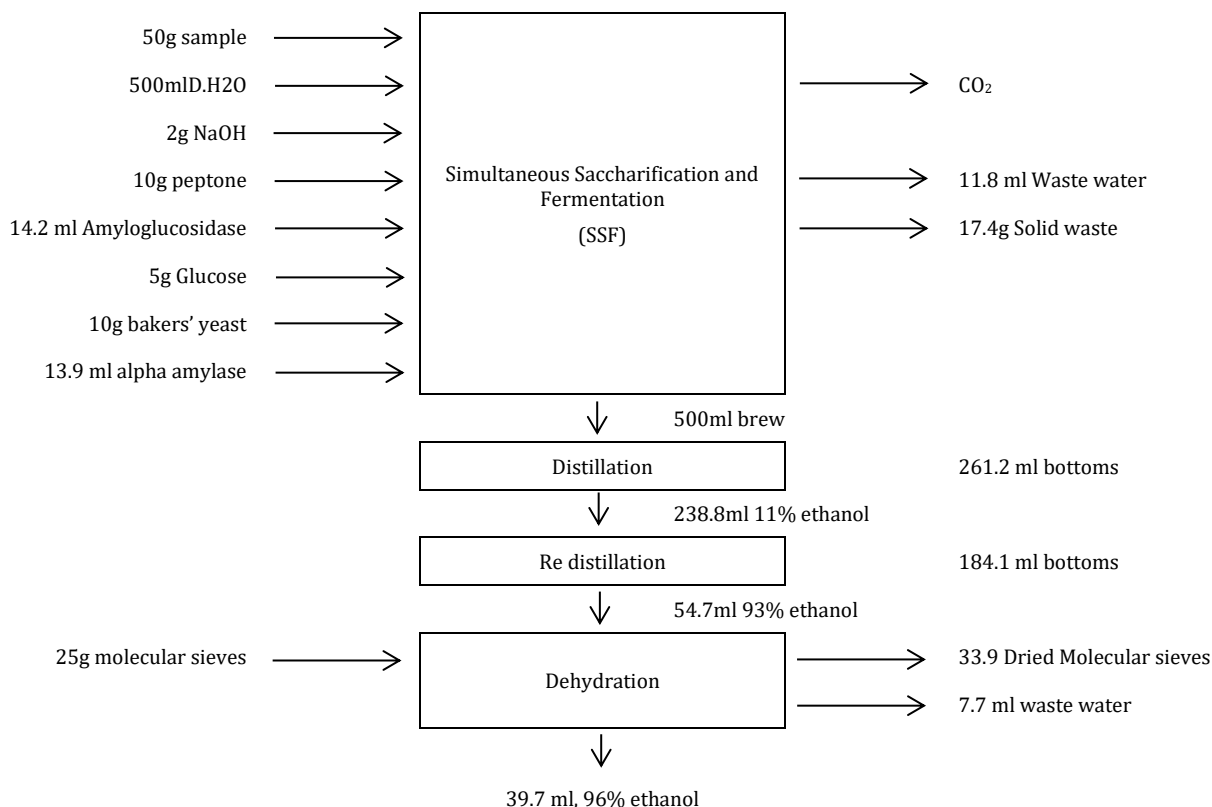 50g sample
500mlD.H2O
2g NaOH
10g peptone
14.2 ml Amyloglucosidase
5g Glucose
10g bakers’ yeast
13.9 ml alpha amylase
Simultaneous Saccharification and
Fermentation
(SSF)
CO₂
11.8 ml Waste water
17.4g Solid waste
500ml brew
Distillation
261.2 ml bottoms
238.8ml 11% ethanol
Re distillation
184.1 ml bottoms
54.7ml 93% ethanol
25g molecular sieves
Dehydration
33.9 Dried Molecular sieves
7.7 ml waste water
39.7 ml, 96% ethanol